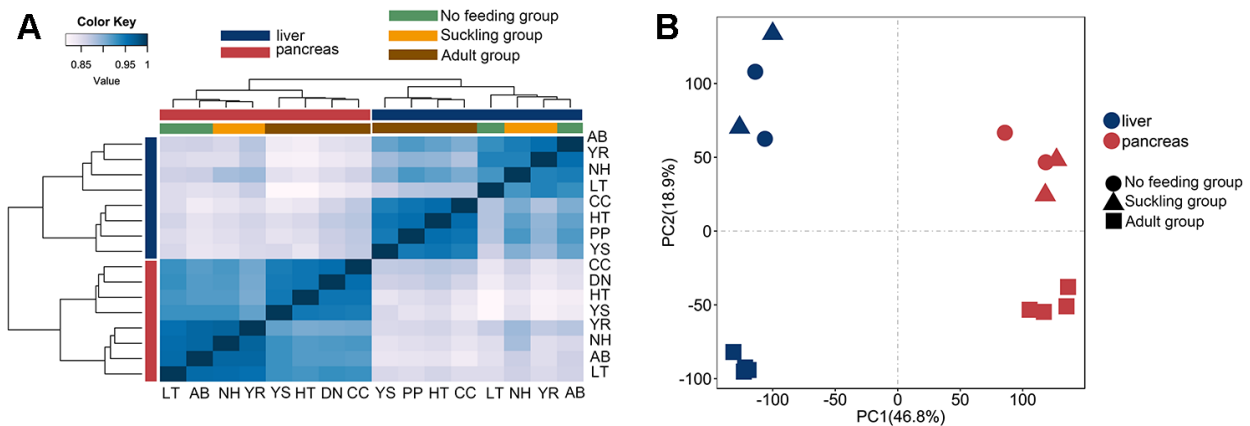 A
Color Key
0.85 0.95 1
Value
liver
pancreas
No feeding group
Suckling group
Adult group
AB
YR
NH
LT
CC
HT
PP
YS
CC
DN
HT
YS
YR
NH
AB
LT
LT AB NH YR YS HT DN CC YS PP HT CC LT NH YR AB
B
PC2(18.9%)
100
50
0
-50
-100
-100 -50 0 50 100
PC1(46.8%)
liver
pancreas
No feeding group
Suckling group
Adult group